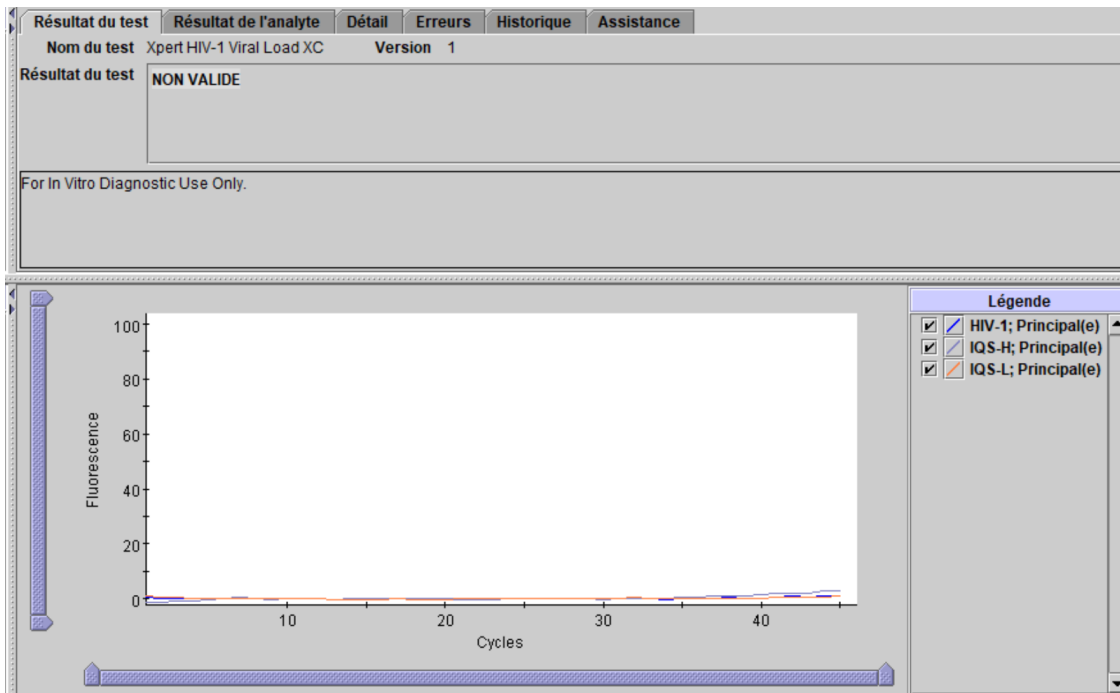 Résultat du test Résultat de l'analyte Détail Erreurs Historique Assistance
Nom du test Xpert HIV-1 Viral Load XC Version 1
Résultat du test NON VALIDE
For In Vitro Diagnostic Use Only.
Légende
HIV-1; Principal(e)
IQS-H; Principal(e)
IQS-L; Principal(e)
Fluorescence
100
80
60
40
20
0
10 20 30 40
Cycles